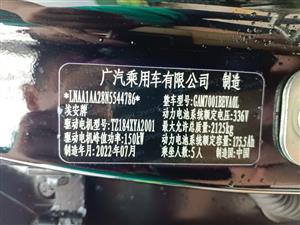 广汽乘用车有限公司 制造
*LNAA1AA28N5544786*
整车型号:GAM7001BEVA0L
埃安牌
动力电池系统额定电压:336V
驱动电机型号:TZ184XYA2001
最大允许总质量:2125kg
驱动电机峰值功率:150kW
动力电池系统额定容量:175.5Ah
制造年月:2022年07月
乘坐人数:5人
制造国:中国